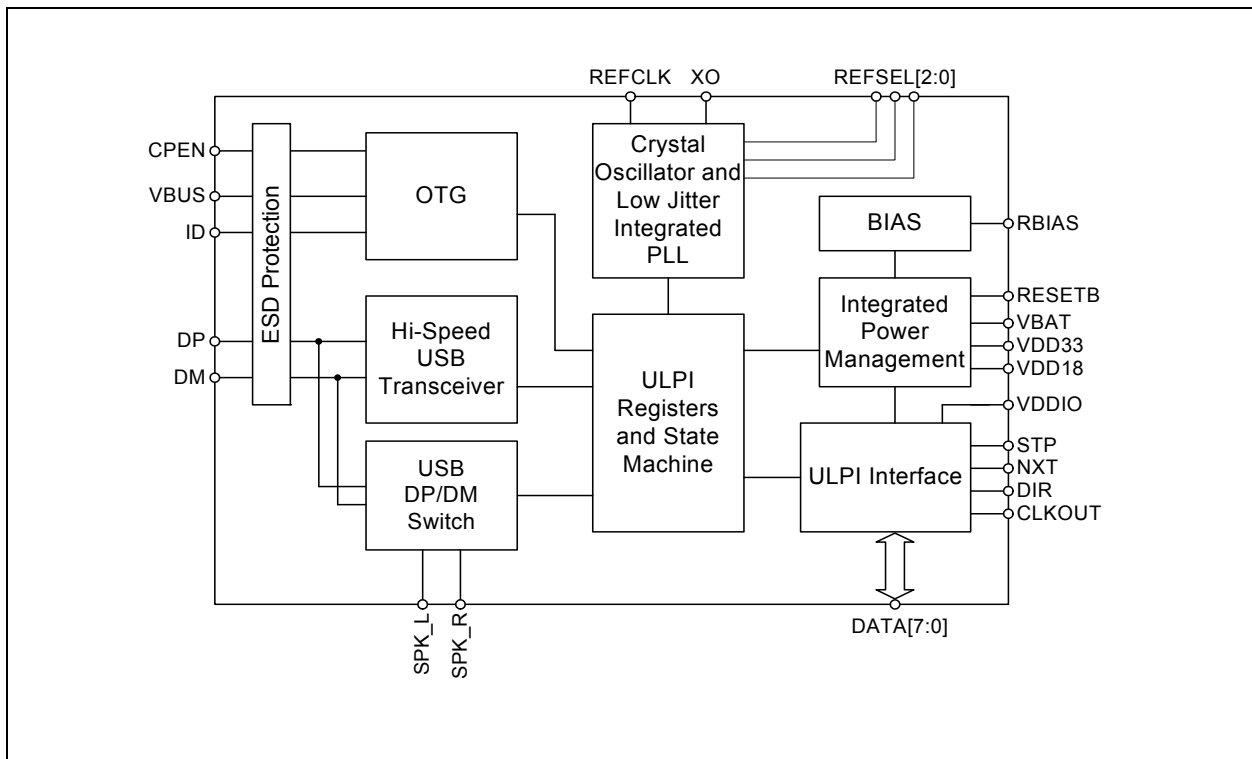 REFCLK XO REFSEL[2:0]
CPEN
VBUS
ID
DP
DM
ESD Protection
OTG
Hi-Speed
USB
Transceiver
USB
DP/DM
Switch
SPK_L
SPK_R
Crystal
Oscillator and
Low Jitter
Integrated
PLL
ULPI
Registers
and State
Machine
BIAS
Integrated
Power
Management
ULPI Interface
RBIAS
RESETB
VBAT
VDD33
VDD18
VDDIO
STP
NXT
DIR
CLKOUT
DATA[7:0]